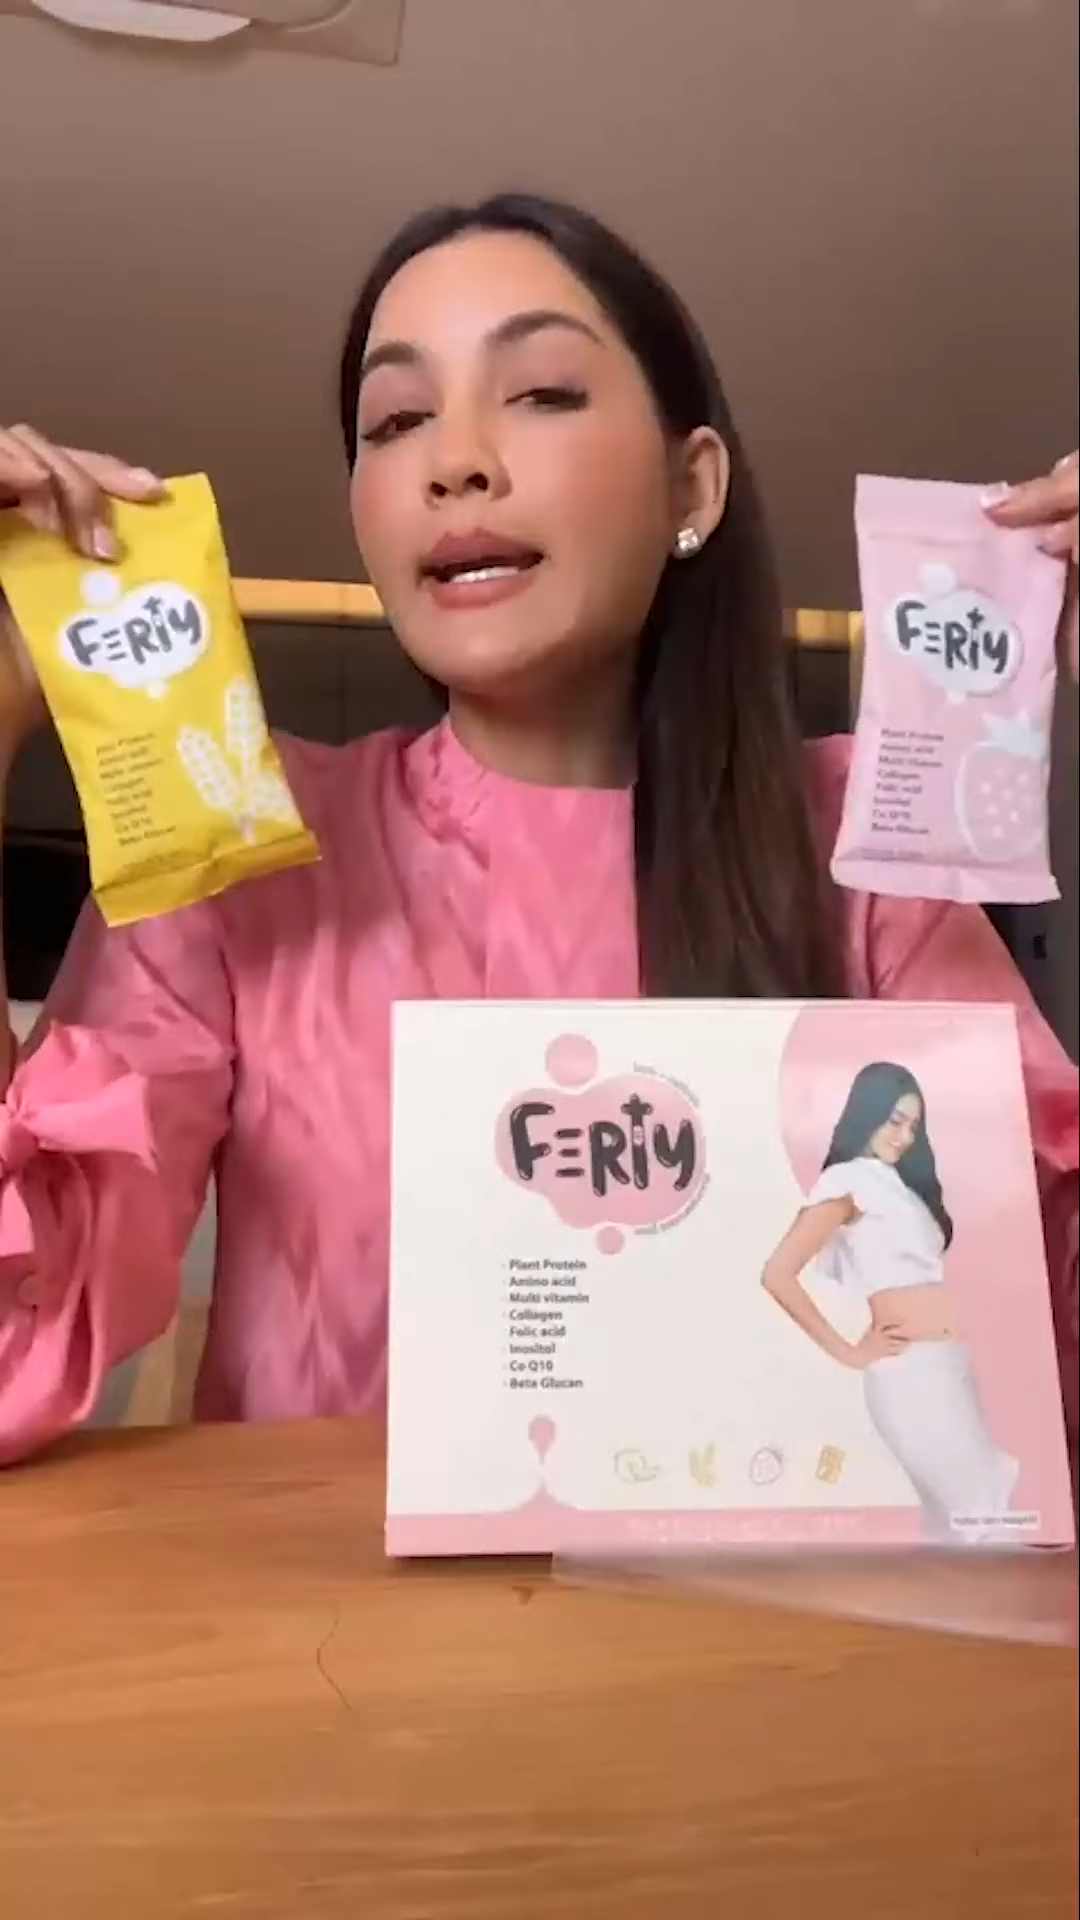 FERTY
Amino acid
Multi vitamin
Collagen
Folic acid
Inositol
Co Q10
Beta Glucan
FERTY
Plant Protein
Amino acid
Multi vitamin
Collagen
Folic acid
Inositol
Co Q10
Beta Glucan
FERTY
· Plant Protein
· Amino acid
· Multi vitamin
· Collagen
· Folic acid
· Inositol
· Co Q10
· Beta Glucan